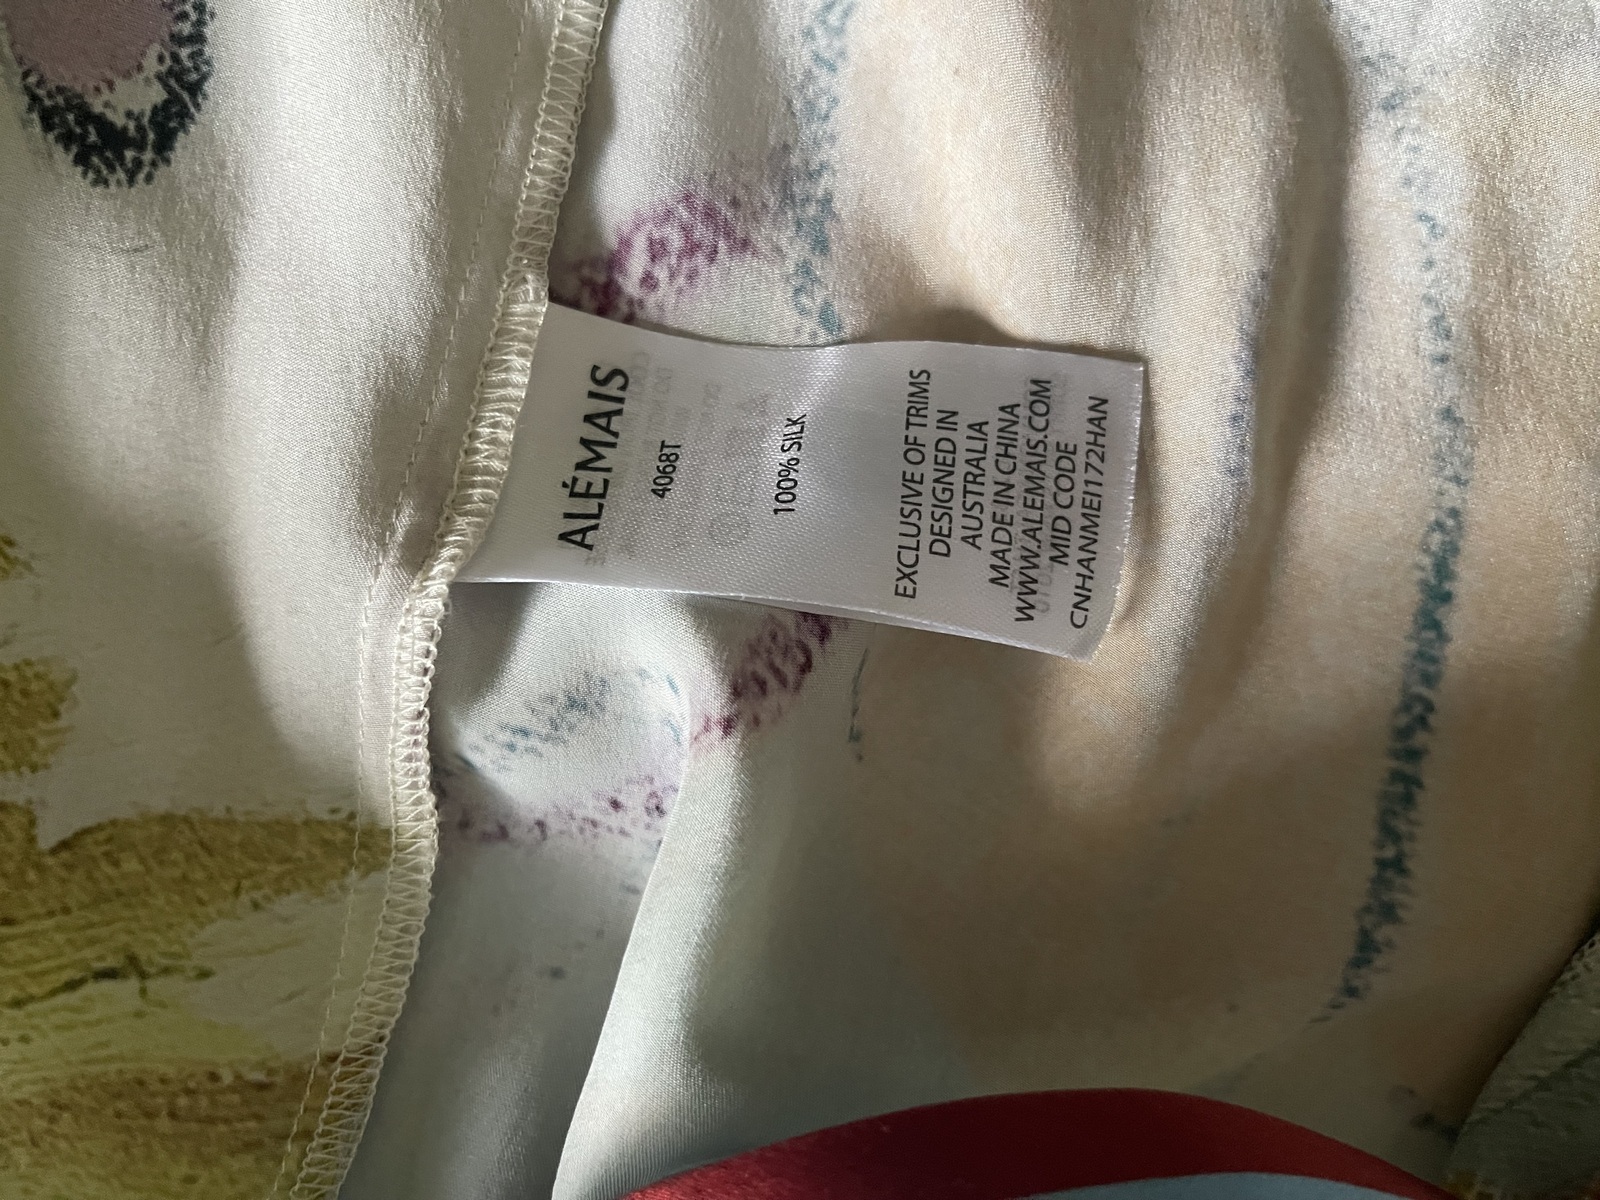 ALÉMAIS
4068T
100% SILK
EXCLUSIVE OF TRIMS
DESIGNED IN
AUSTRALIA
MADE IN CHINA
WWW.ALEMAIS.COM
MID CODE
CNHANMEI172HAN